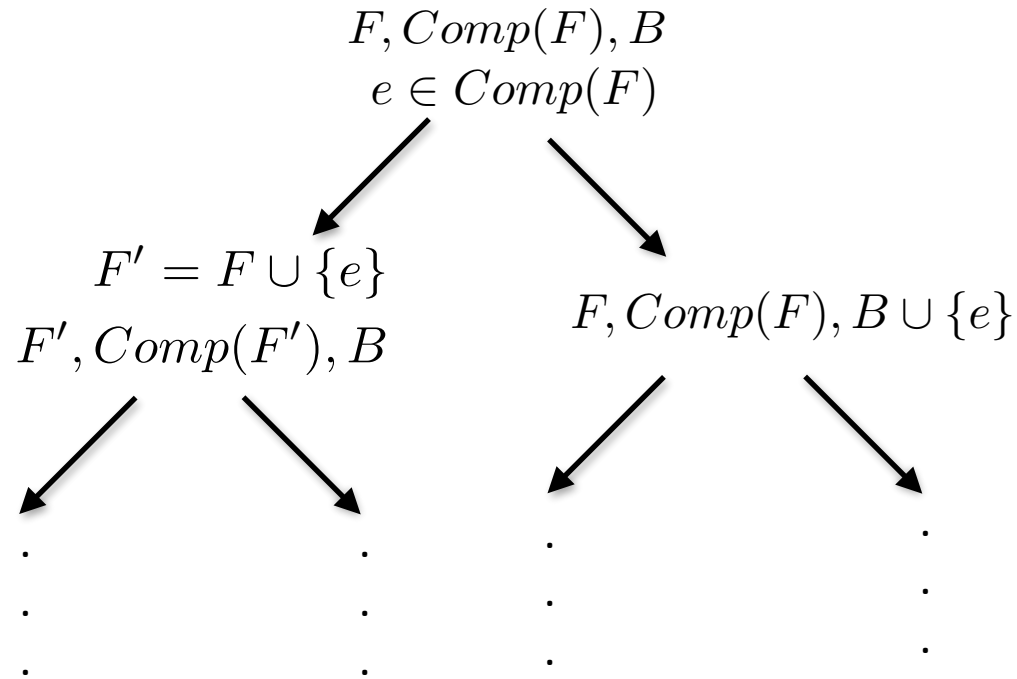 F, Comp(F), B
e ∈ Comp(F)
F′ = F ∪ {e}
F′, Comp(F′), B
F, Comp(F), B ∪ {e}
. . . .
. . . .
. . . .